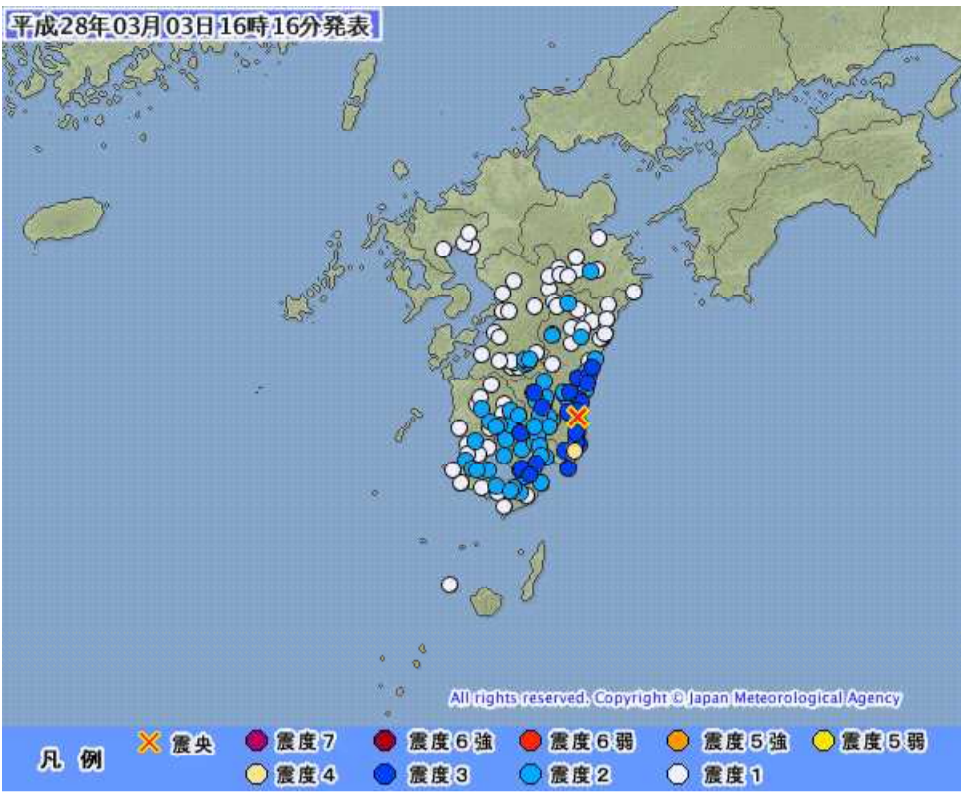 平成28年03月03日16時16分発表
All rights reserved. Copyright © Japan Meteorological Agency
凡例 震央 震度7 震度6強 震度6弱 震度5強 震度5弱
震度4 震度3 震度2 震度1